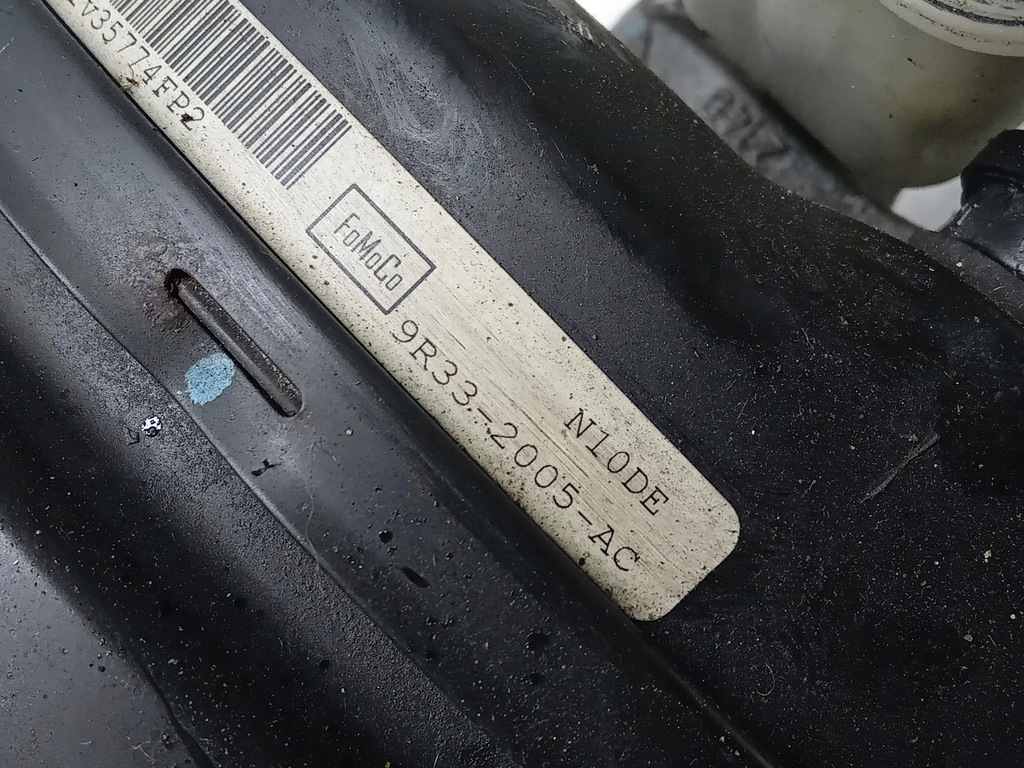 v35774FP2
FoMoCo
N10DE
9R33-2005-AC